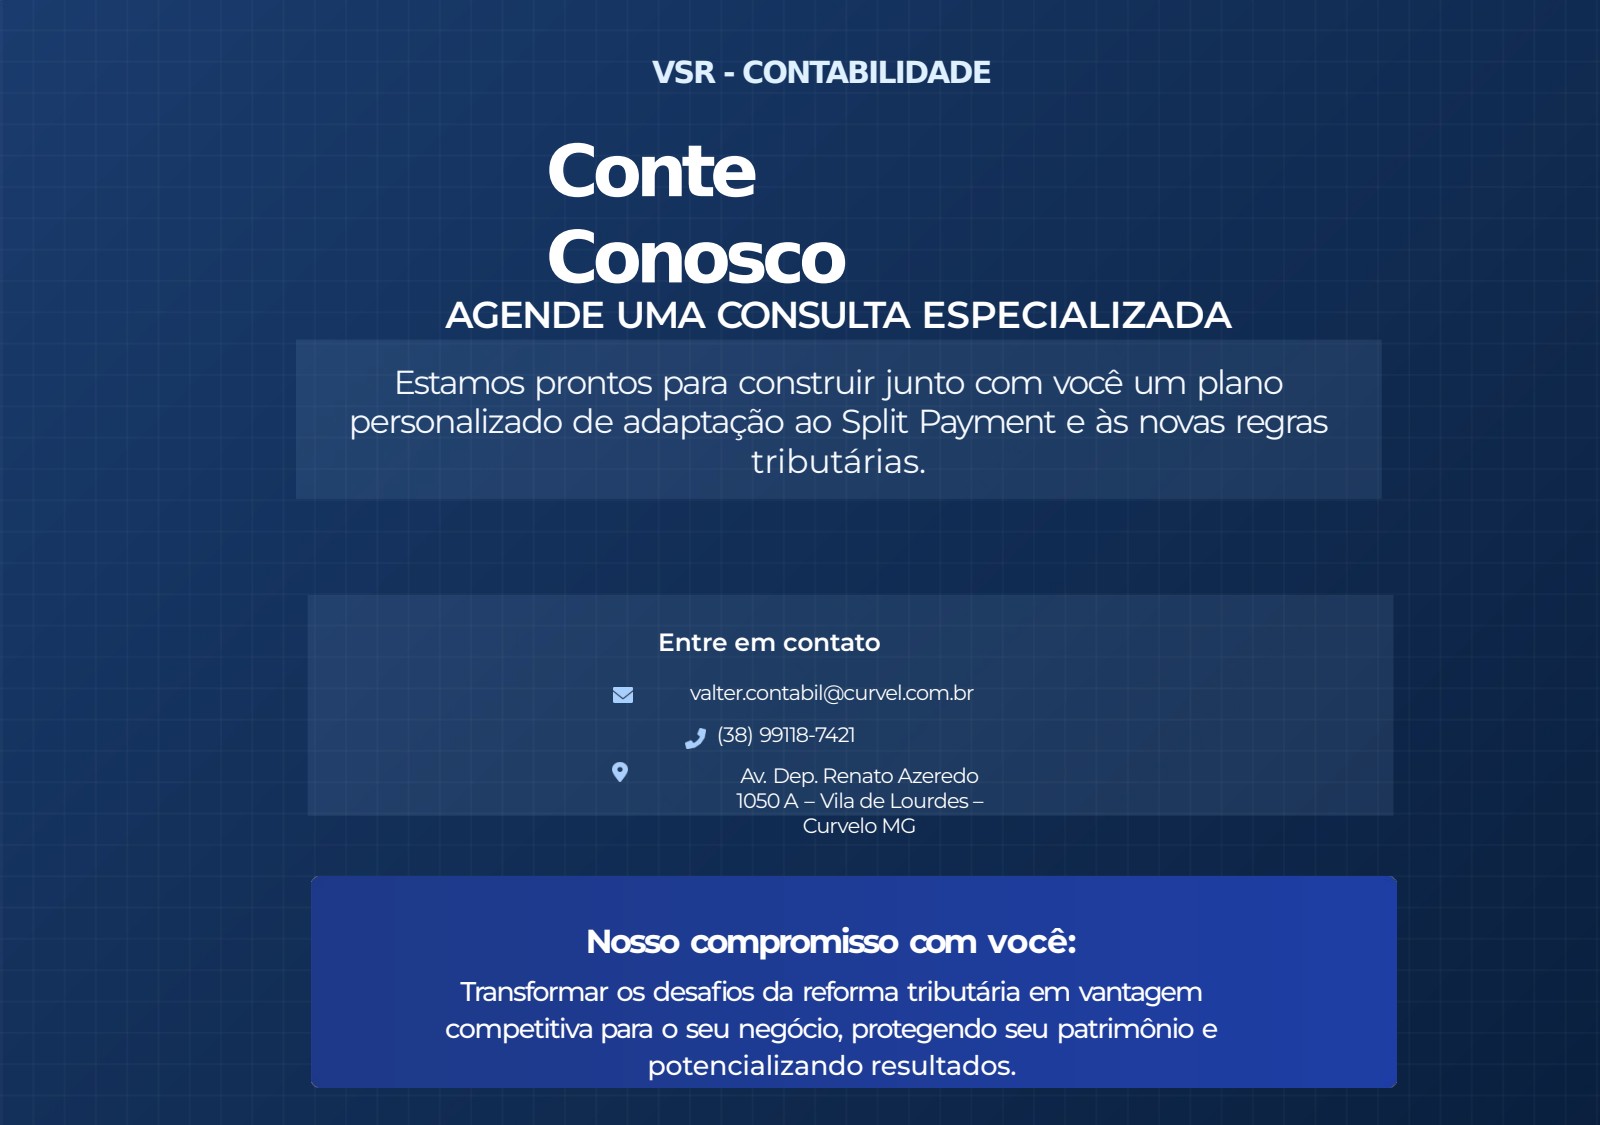 VSR - CONTABILIDADE
Conte
Conosco
AGENDE UMA CONSULTA ESPECIALIZADA
Estamos prontos para construir junto com você um plano
personalizado de adaptação ao Split Payment e às novas regras
tributárias.
Entre em contato
valter.contabil@curvel.com.br
(38) 99118-7421
Av. Dep. Renato Azeredo
1050 A – Vila de Lourdes –
Curvelo MG
Nosso compromisso com você:
Transformar os desafios da reforma tributária em vantagem
competitiva para o seu negócio, protegendo seu patrimônio e
potencializando resultados.